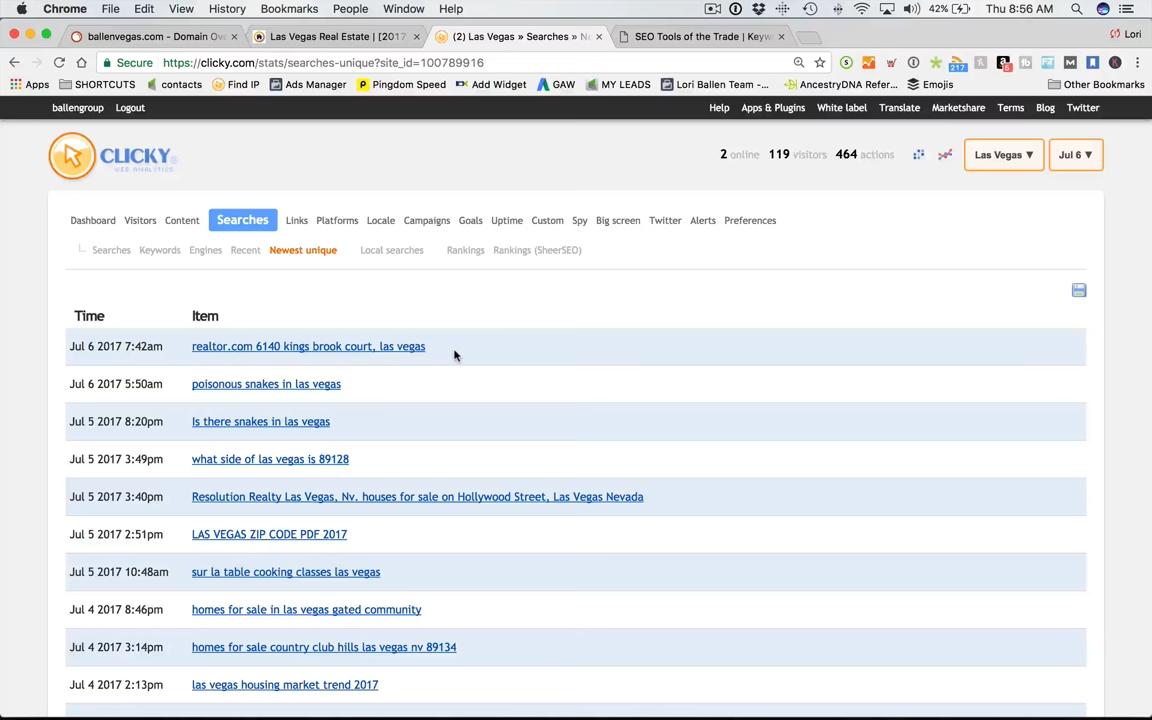 Chrome File Edit View History Bookmarks People Window Help 42% Thu 8:56 AM
ballenvegas.com - Domain Ov Las Vegas Real Estate | [2017 (2) Las Vegas » Searches » Ne SEO Tools of the Trade | Keyw Lori
Secure https://clicky.com/stats/searches-unique?site_id=100789916
Apps SHORTCUTS contacts Find IP Ads Manager Pingdom Speed Add Widget GAW MY LEADS Lori Ballen Team -... AncestryDNA Refer... Emojis Other Bookmarks
217
ballengroup Logout Help Apps & Plugins White label Translate Marketshare Terms Blog Twitter
CLICKY
WEB ANALYTICS
2 online 119 visitors 464 actions Las Vegas ▼ Jul 6 ▼
Dashboard Visitors Content Searches Links Platforms Locale Campaigns Goals Uptime Custom Spy Big screen Twitter Alerts Preferences
Searches Keywords Engines Recent Newest unique Local searches Rankings Rankings (SheerSEO)
Time Item
Jul 6 2017 7:42am realtor.com 6140 kings brook court, las vegas
Jul 6 2017 5:50am poisonous snakes in las vegas
Jul 5 2017 8:20pm Is there snakes in las vegas
Jul 5 2017 3:49pm what side of las vegas is 89128
Jul 5 2017 3:40pm Resolution Realty Las Vegas, Nv. houses for sale on Hollywood Street, Las Vegas Nevada
Jul 5 2017 2:51pm LAS VEGAS ZIP CODE PDF 2017
Jul 5 2017 10:48am sur la table cooking classes las vegas
Jul 4 2017 8:46pm homes for sale in las vegas gated community
Jul 4 2017 3:14pm homes for sale country club hills las vegas nv 89134
Jul 4 2017 2:13pm las vegas housing market trend 2017